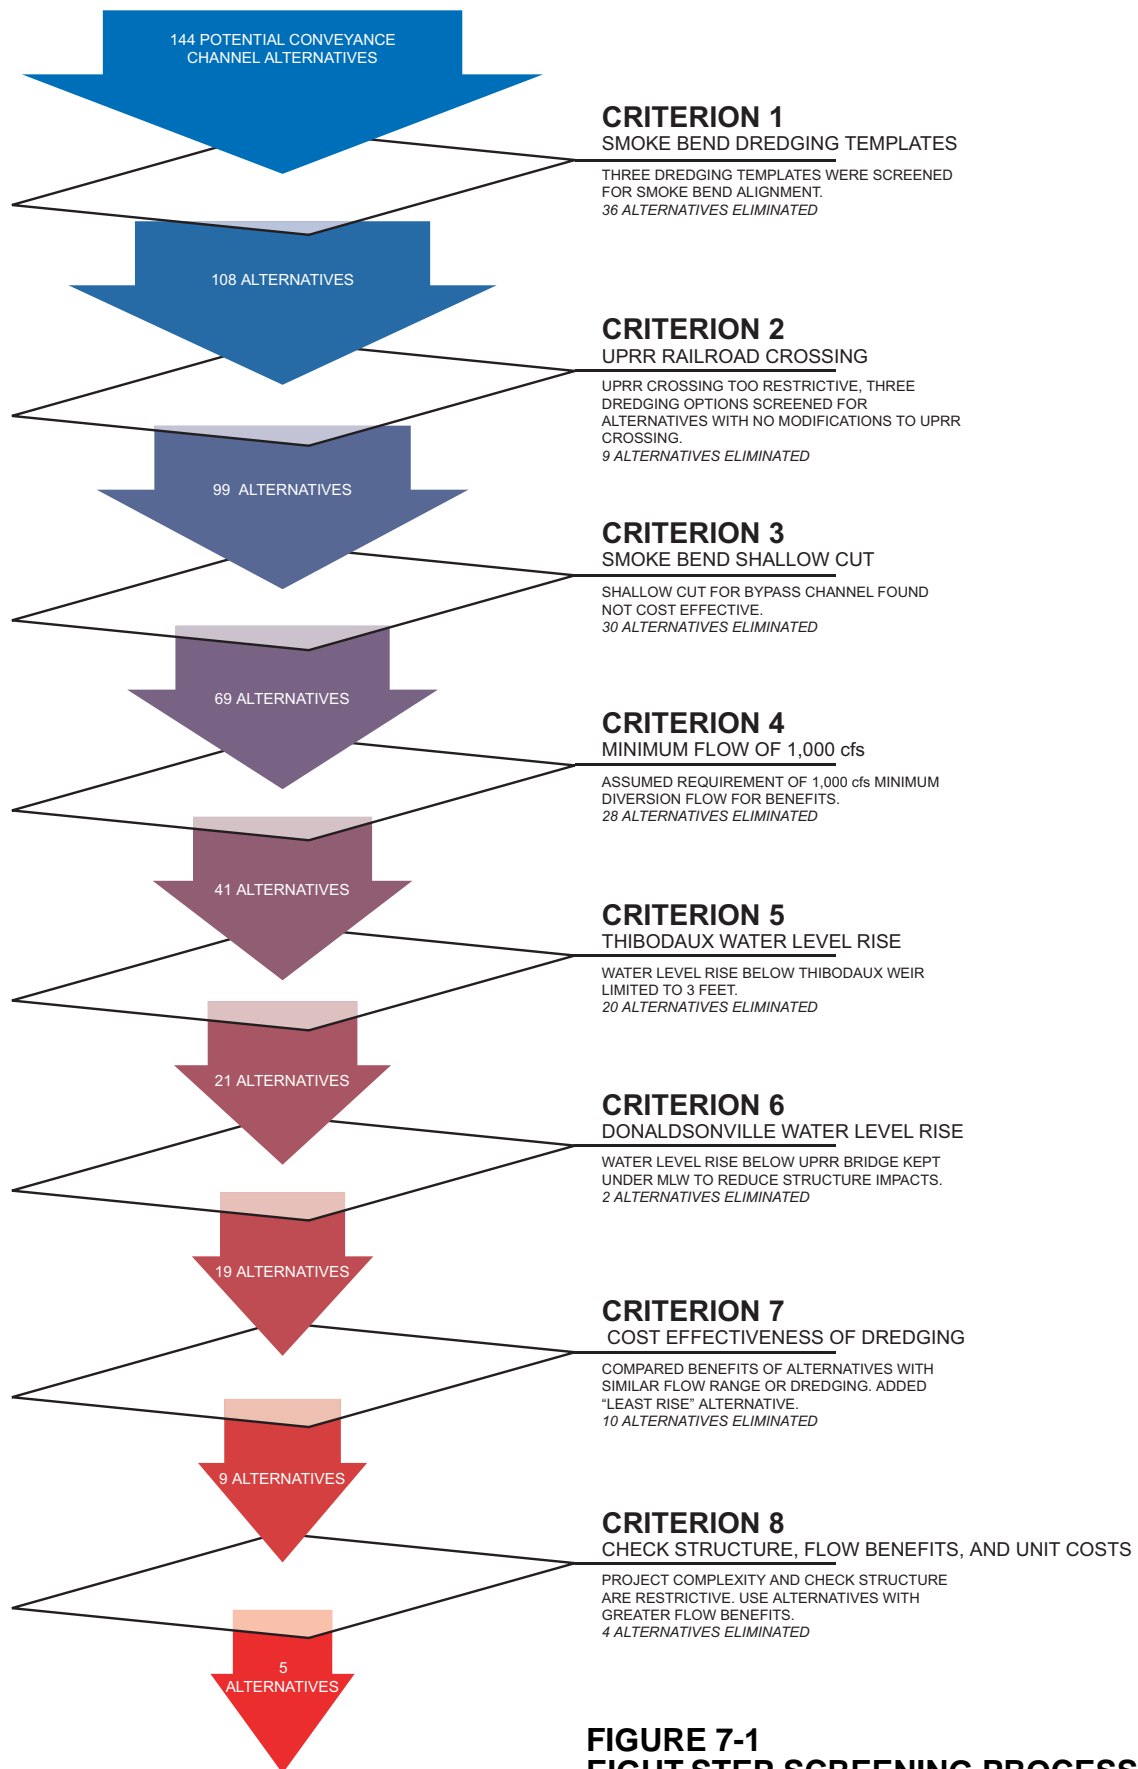 144 POTENTIAL CONVEYANCE
CHANNEL ALTERNATIVES
CRITERION 1
SMOKE BEND DREDGING TEMPLATES
THREE DREDGING TEMPLATES WERE SCREENED
FOR SMOKE BEND ALIGNMENT.
36 ALTERNATIVES ELIMINATED
108 ALTERNATIVES
CRITERION 2
UPRR RAILROAD CROSSING
UPRR CROSSING TOO RESTRICTIVE, THREE
DREDGING OPTIONS SCREENED FOR
ALTERNATIVES WITH NO MODIFICATIONS TO UPRR
CROSSING.
9 ALTERNATIVES ELIMINATED
99 ALTERNATIVES
CRITERION 3
SMOKE BEND SHALLOW CUT
SHALLOW CUT FOR BYPASS CHANNEL FOUND
NOT COST EFFECTIVE.
30 ALTERNATIVES ELIMINATED
69 ALTERNATIVES
CRITERION 4
MINIMUM FLOW OF 1,000 cfs
ASSUMED REQUIREMENT OF 1,000 cfs MINIMUM
DIVERSION FLOW FOR BENEFITS.
28 ALTERNATIVES ELIMINATED
41 ALTERNATIVES
CRITERION 5
THIBODAUX WATER LEVEL RISE
WATER LEVEL RISE BELOW THIBODAUX WEIR
LIMITED TO 3 FEET.
20 ALTERNATIVES ELIMINATED
21 ALTERNATIVES
CRITERION 6
DONALDSONVILLE WATER LEVEL RISE
WATER LEVEL RISE BELOW UPRR BRIDGE KEPT
UNDER MLW TO REDUCE STRUCTURE IMPACTS.
2 ALTERNATIVES ELIMINATED
19 ALTERNATIVES
CRITERION 7
COST EFFECTIVENESS OF DREDGING
COMPARED BENEFITS OF ALTERNATIVES WITH
SIMILAR FLOW RANGE OR DREDGING. ADDED
“LEAST RISE” ALTERNATIVE.
10 ALTERNATIVES ELIMINATED
9 ALTERNATIVES
CRITERION 8
CHECK STRUCTURE, FLOW BENEFITS, AND UNIT COSTS
PROJECT COMPLEXITY AND CHECK STRUCTURE
ARE RESTRICTIVE. USE ALTERNATIVES WITH
GREATER FLOW BENEFITS.
4 ALTERNATIVES ELIMINATED
5
ALTERNATIVES
FIGURE 7-1
EIGHT STEP SCREENING PROCESS